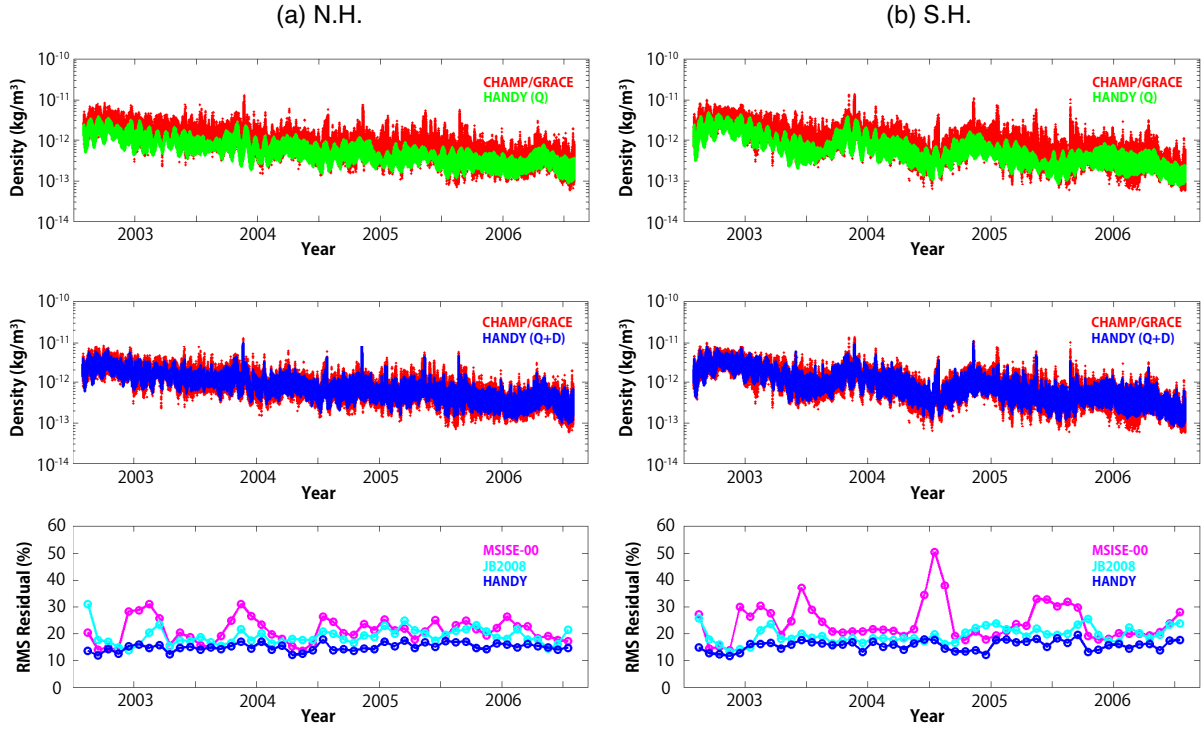 (a) N.H.
10⁻¹⁰
10⁻¹¹
10⁻¹²
10⁻¹³
10⁻¹⁴
Density (kg/m³)
CHAMP/GRACE
HANDY (Q)
2003 2004 2005 2006
Year
10⁻¹⁰
10⁻¹¹
10⁻¹²
10⁻¹³
10⁻¹⁴
Density (kg/m³)
CHAMP/GRACE
HANDY (Q+D)
2003 2004 2005 2006
Year
60
50
40
30
20
10
0
RMS Residual (%)
MSISE-00
JB2008
HANDY
2003 2004 2005 2006
Year
(b) S.H.
10⁻¹⁰
10⁻¹¹
10⁻¹²
10⁻¹³
10⁻¹⁴
Density (kg/m³)
CHAMP/GRACE
HANDY (Q)
2003 2004 2005 2006
Year
10⁻¹⁰
10⁻¹¹
10⁻¹²
10⁻¹³
10⁻¹⁴
Density (kg/m³)
CHAMP/GRACE
HANDY (Q+D)
2003 2004 2005 2006
Year
60
50
40
30
20
10
0
RMS Residual (%)
MSISE-00
JB2008
HANDY
2003 2004 2005 2006
Year